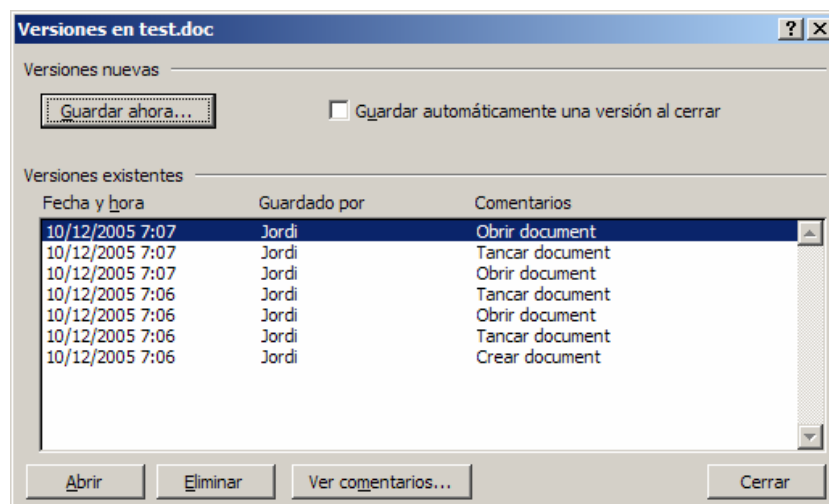 Versiones en test.doc
Versiones nuevas
Guardar ahora... Guardar automáticamente una versión al cerrar
Versiones existentes
Fecha y hora Guardado por Comentarios
10/12/2005 7:07 Jordi Obrir document
10/12/2005 7:07 Jordi Tancar document
10/12/2005 7:07 Jordi Obrir document
10/12/2005 7:06 Jordi Tancar document
10/12/2005 7:06 Jordi Obrir document
10/12/2005 7:06 Jordi Tancar document
10/12/2005 7:06 Jordi Crear document
Abrir Eliminar Ver comentarios... Cerrar